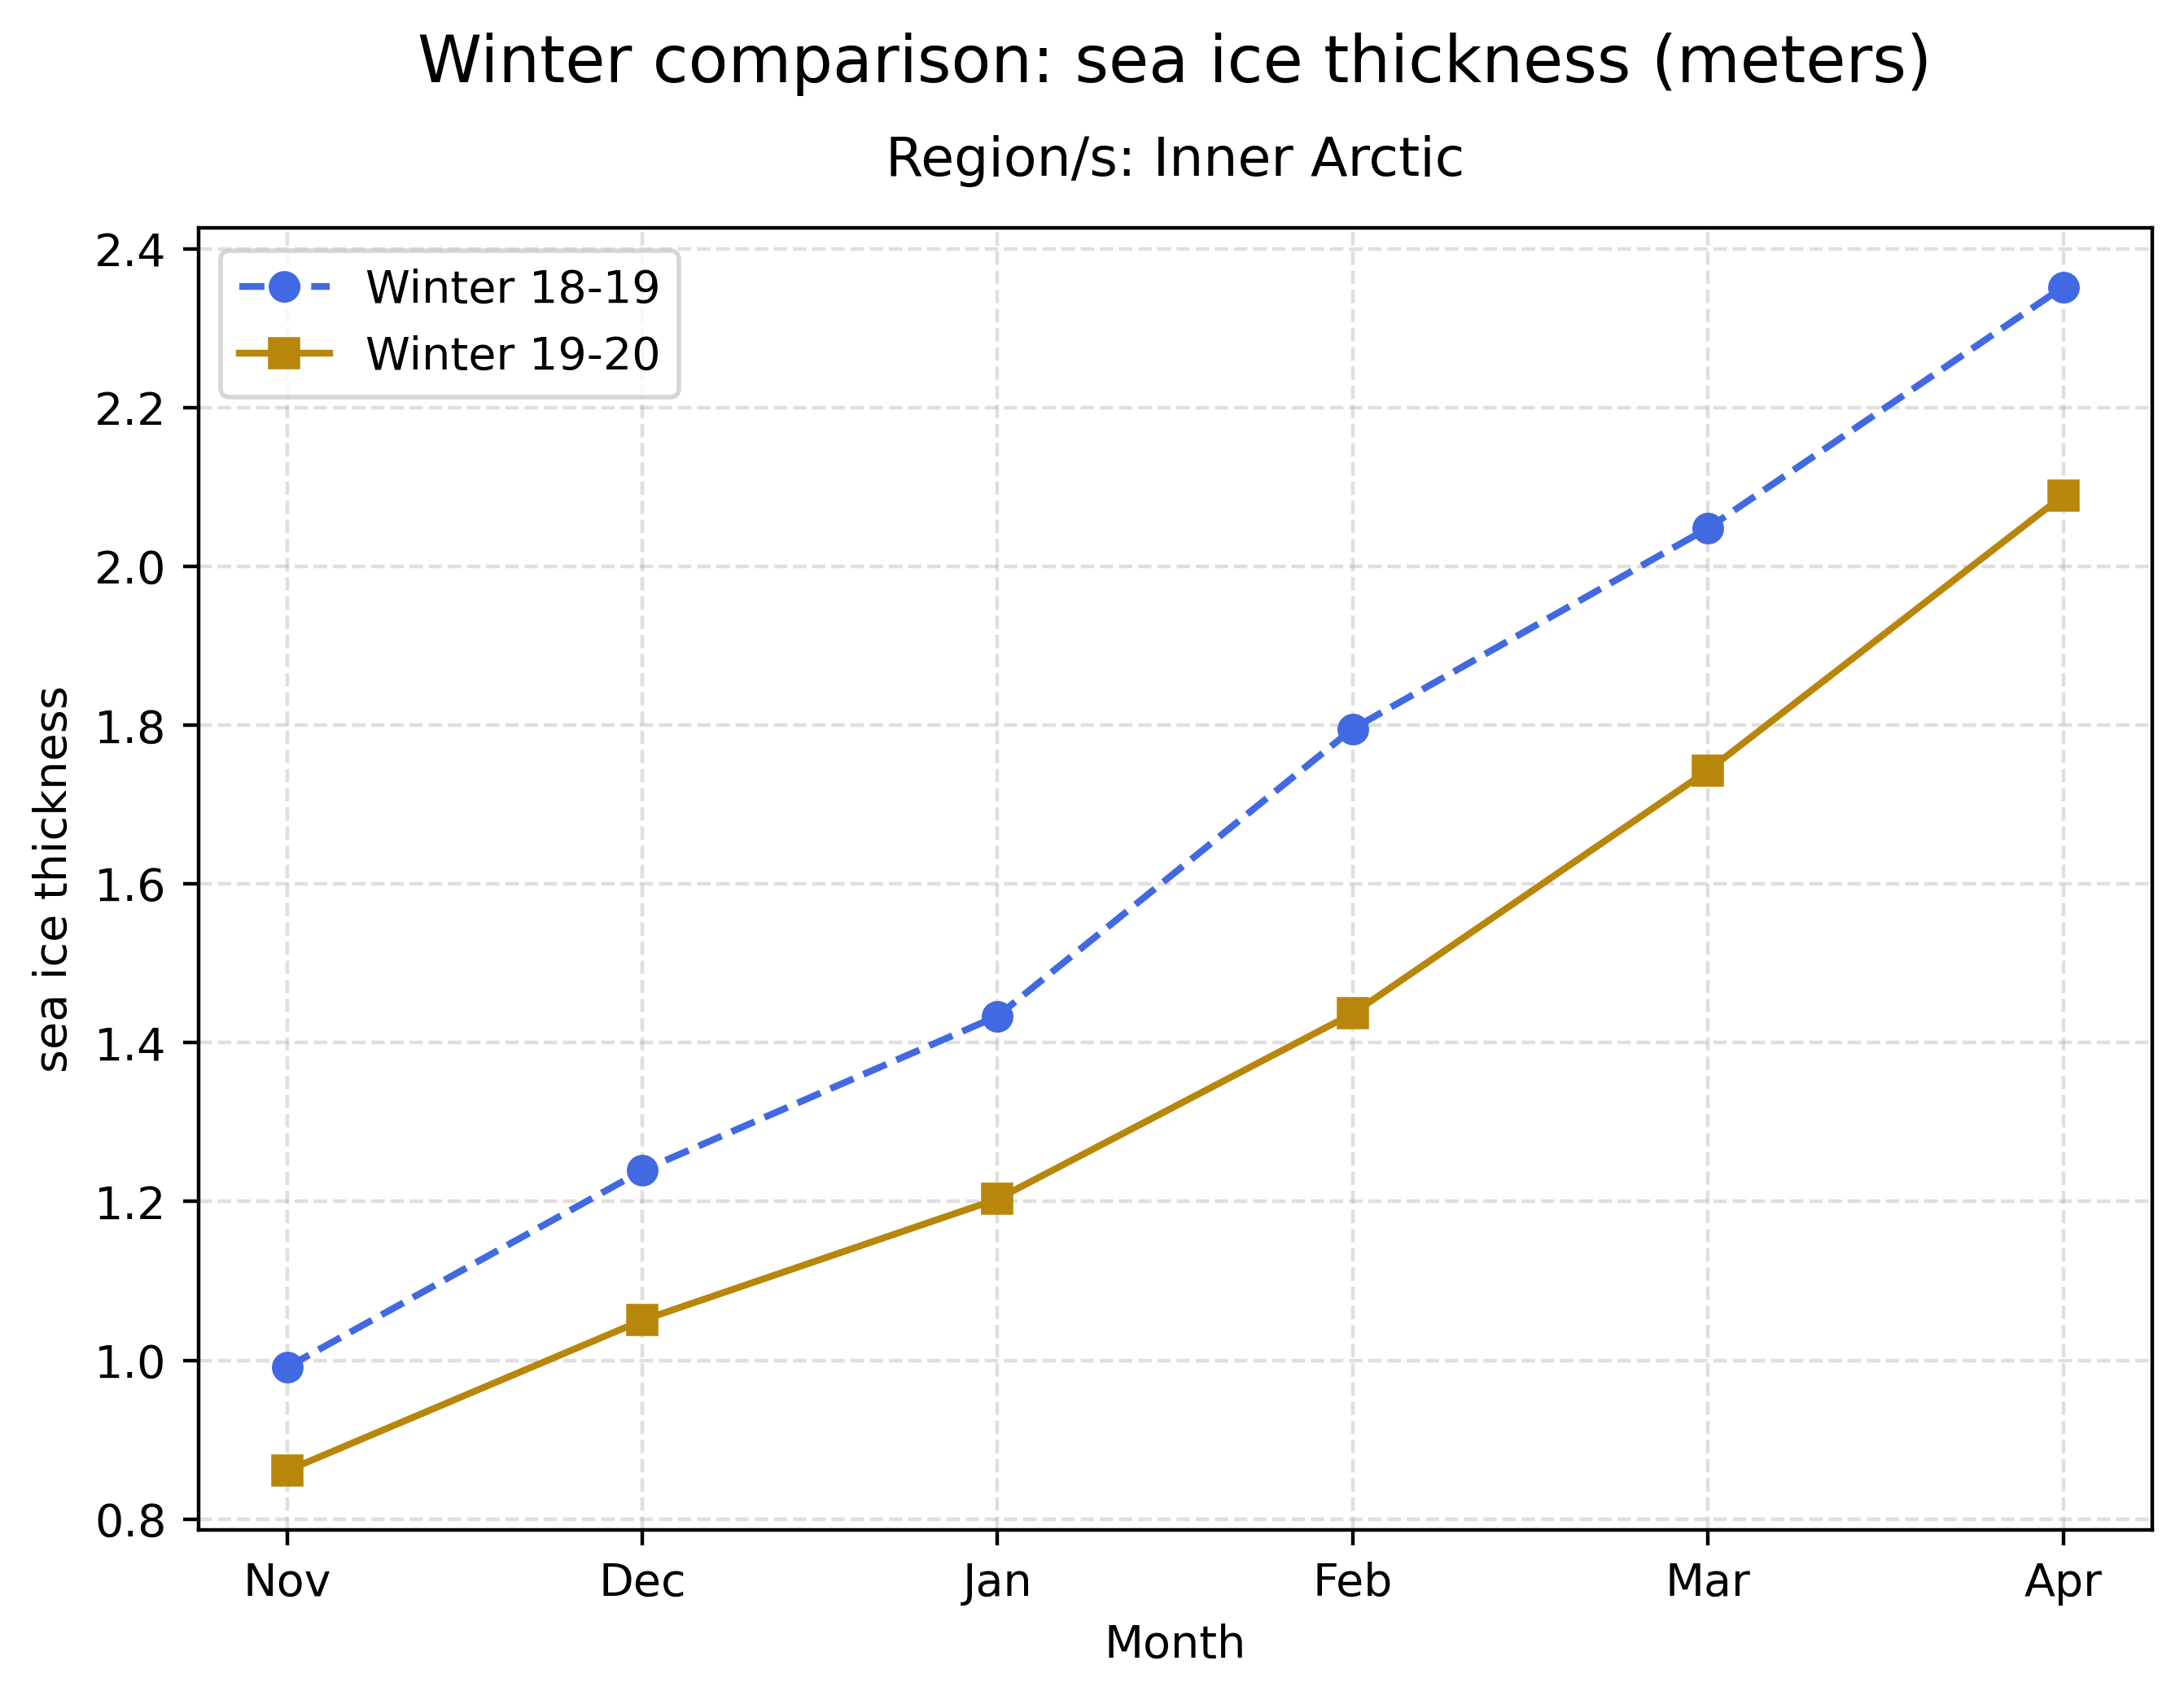 Winter comparison: sea ice thickness (meters)
Region/s: Inner Arctic
Winter 18-19
Winter 19-20
sea ice thickness
2.4
2.2
2.0
1.8
1.6
1.4
1.2
1.0
0.8
Nov Dec Jan Feb Mar Apr
Month